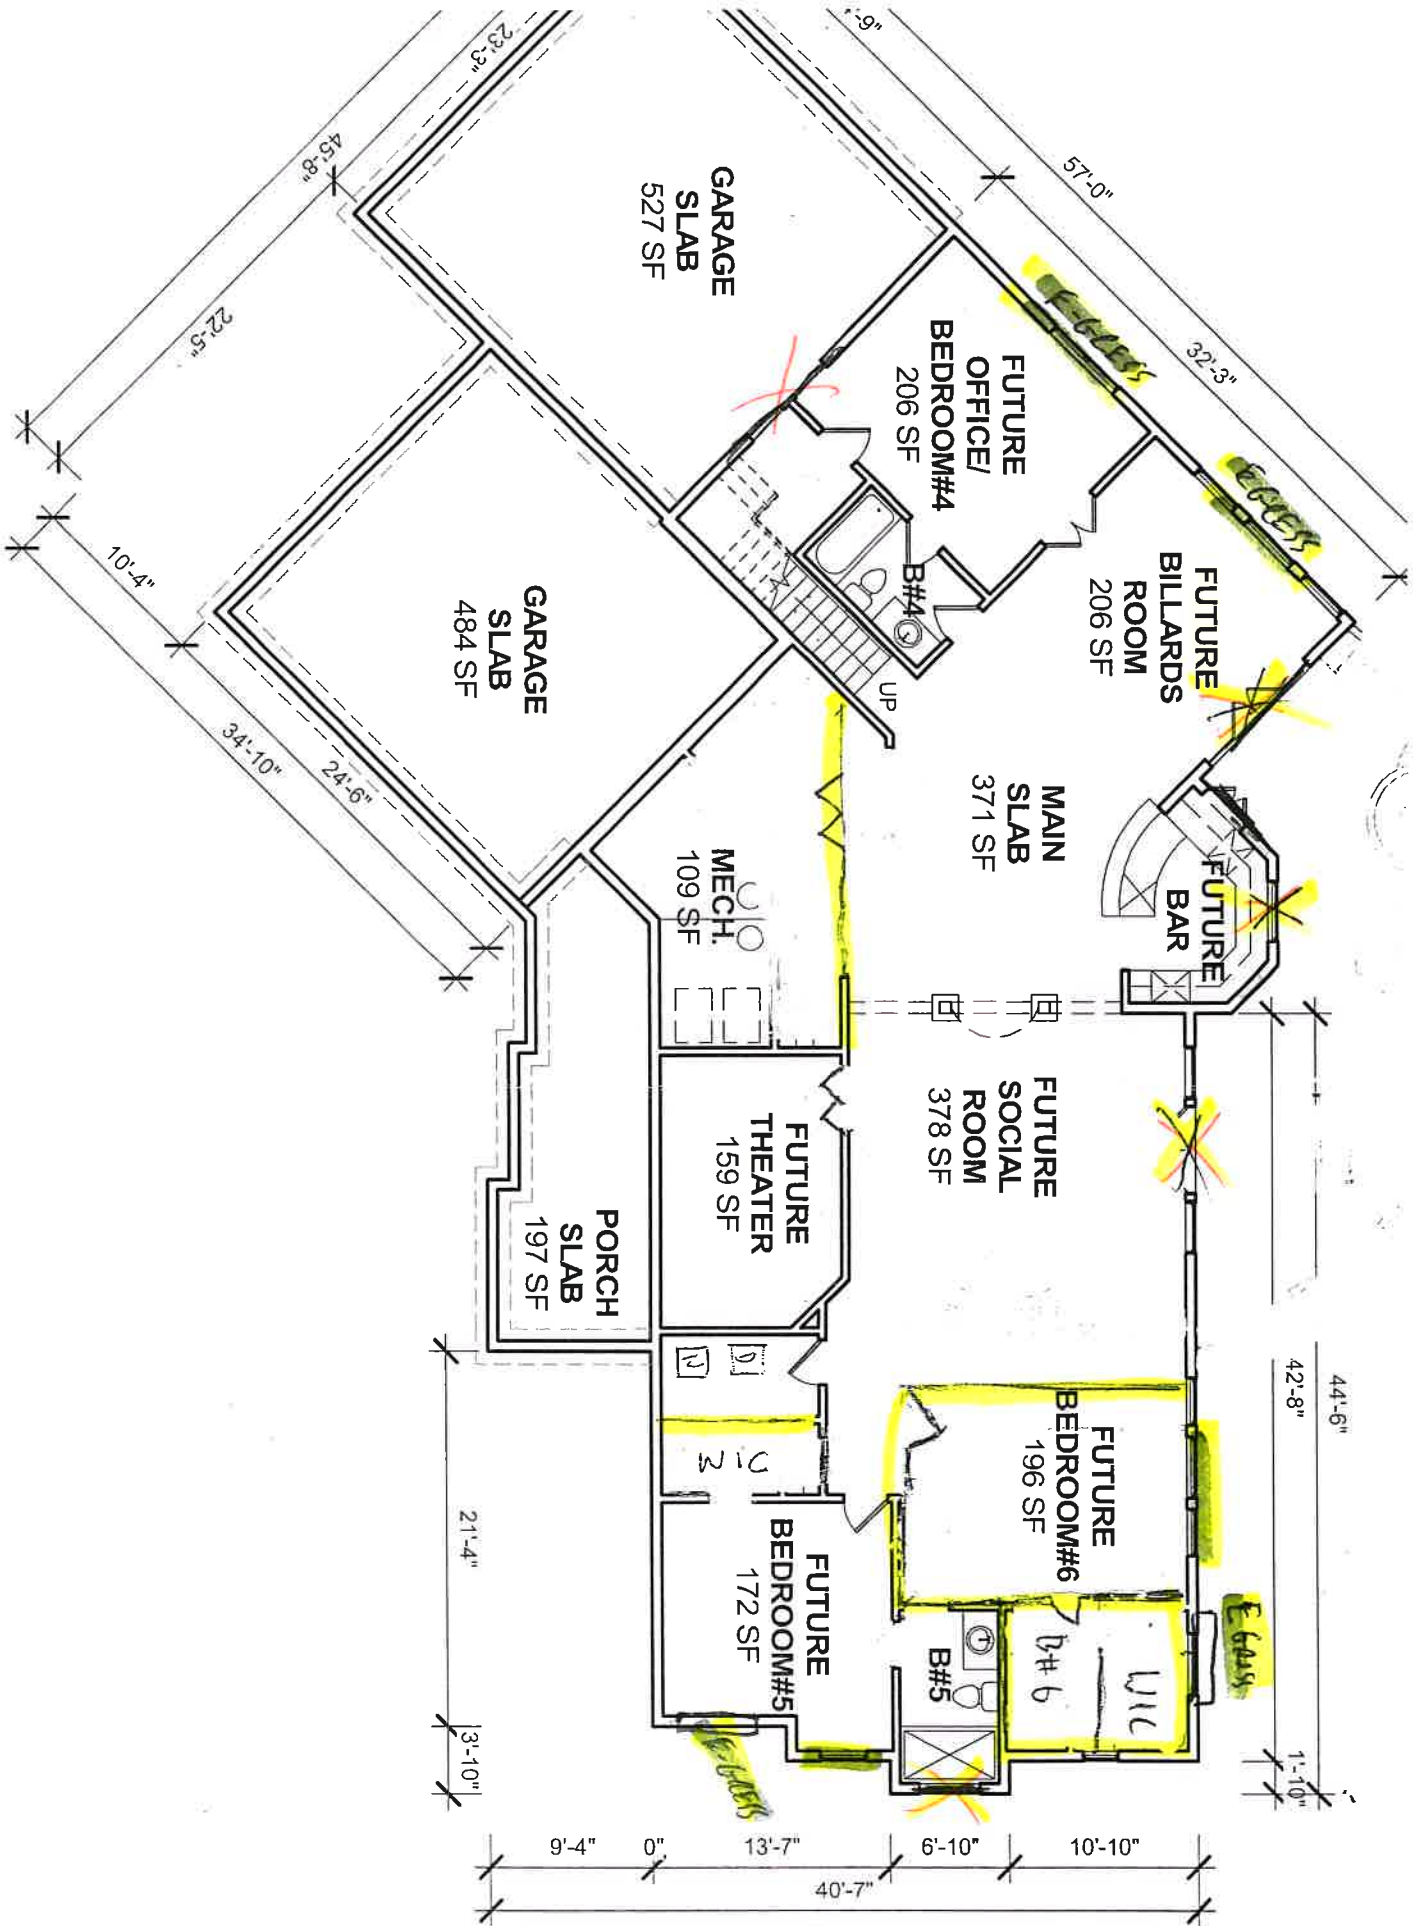 '-9"
57'-0"
32'-3"
23'-3"
45'-8"
22'-5"
GARAGE
SLAB
527 SF
E-GRESS
FUTURE
OFFICE/
BEDROOM#4
206 SF
EGRESS
FUTURE
BILLARDS
ROOM
206 SF
B#4
UP
GARAGE
SLAB
484 SF
10'-4"
34'-10"
24'-6"
MAIN
SLAB
371 SF
FUTURE
BAR
MECH.
109 SF
FUTURE
SOCIAL
ROOM
378 SF
FUTURE
THEATER
159 SF
PORCH
SLAB
197 SF
W
D
WIC
FUTURE
BEDROOM#6
196 SF
FUTURE
BEDROOM#5
172 SF
B#5
B#6
WIC
E-GRESS
44'-6"
42'-8"
1'-10"
21'-4"
3'-10"
9'-4"
0"
13'-7"
6'-10"
10'-10"
40'-7"